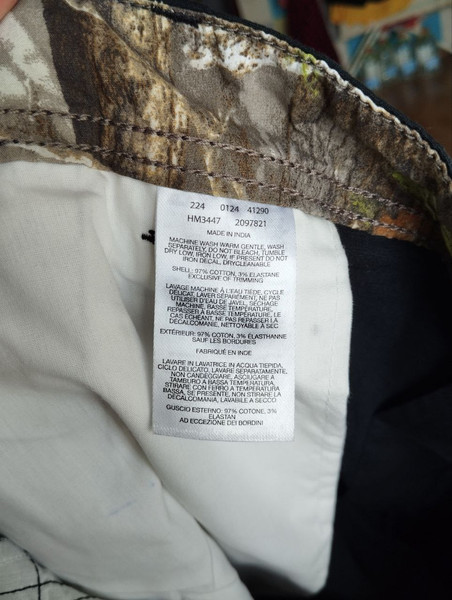 224 0124 41290
HM3447 2097821
MADE IN INDIA
MACHINE WASH WARM GENTLE, WASH
SEPARATELY, DO NOT BLEACH, TUMBLE
DRY LOW, IRON LOW, IF PRESENT DO NOT
IRON DECAL, DRYCLEANABLE
SHELL: 97% COTTON, 3% ELASTANE
EXCLUSIVE OF TRIMMING
LAVAGE MACHINE À L'EAU TIÈDE, CYCLE
DÉLICAT, LAVER SÉPARÉMENT, NE PAS
UTILISER D'EAU DE JAVEL, SÉCHAGE
MACHINE, BASSE TEMPÉRATURE,
REPASSER À BASSE TEMPÉRATURE, LE
CAS ÉCHÉANT, NE PAS REPASSER LA
DÉCALCOMANIE, NETTOYABLE À SEC
EXTÉRIEUR: 97% COTON, 3% ÉLASTHANNE
SAUF LES BORDURES
FABRIQUÉ EN INDE
LAVARE IN LAVATRICE IN ACQUA TIEPIDA,
CICLO DELICATO, LAVARE SEPARATAMENTE,
NON CANDEGGIARE, ASCIUGARE A
TAMBURO A BASSA TEMPERATURA,
STIRARE CON FERRO A TEMPERATURA
BASSA, SE PRESENTE, NON STIRARE LA
DECALCOMANIA, LAVABILE A SECCO
GUSCIO ESTERNO: 97% COTONE, 3%
ELASTAN
AD ECCEZIONE DEI BORDINI